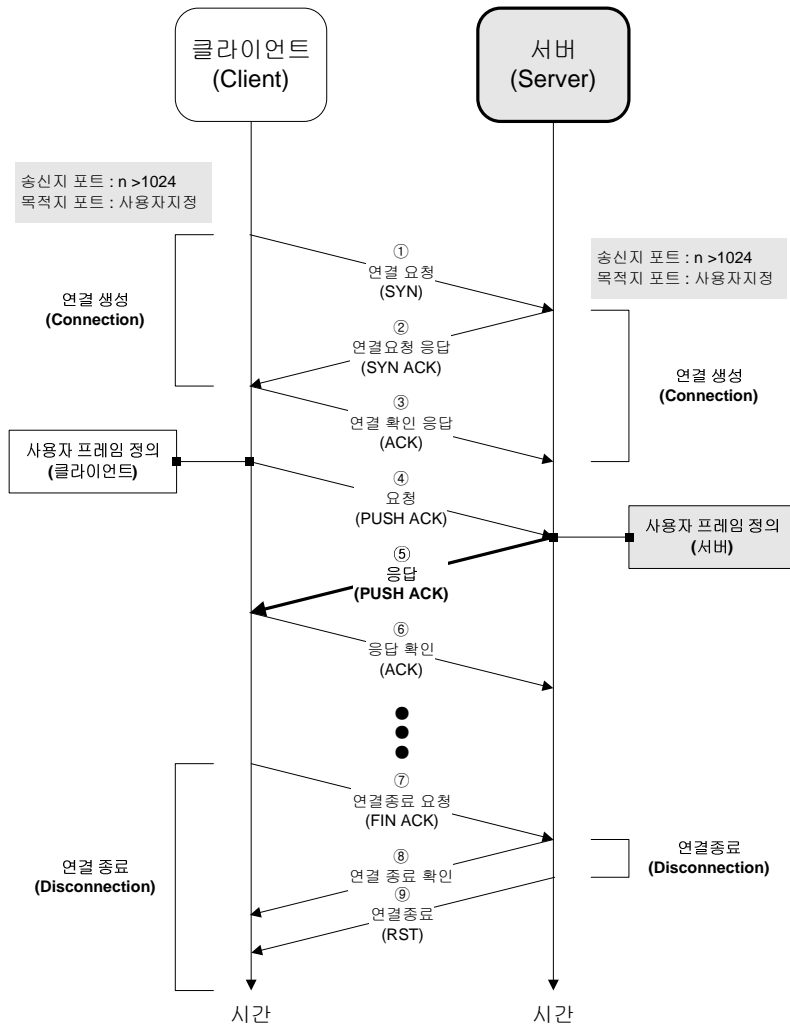 클라이언트
(Client)
서버
(Server)
송신지 포트 : n >1024
목적지 포트 : 사용자지정
①
연결 요청
(SYN)
송신지 포트 : n >1024
목적지 포트 : 사용자지정
연결 생성
(Connection)
②
연결요청 응답
(SYN ACK)
연결 생성
(Connection)
③
연결 확인 응답
(ACK)
사용자 프레임 정의
(클라이언트)
④
요청
(PUSH ACK)
사용자 프레임 정의
(서버)
⑤
응답
(PUSH ACK)
⑥
응답 확인
(ACK)
⑦
연결종료 요청
(FIN ACK)
연결 종료
(Disconnection)
⑧
연결 종료 확인
연결종료
(Disconnection)
⑨
연결종료
(RST)
시간
시간